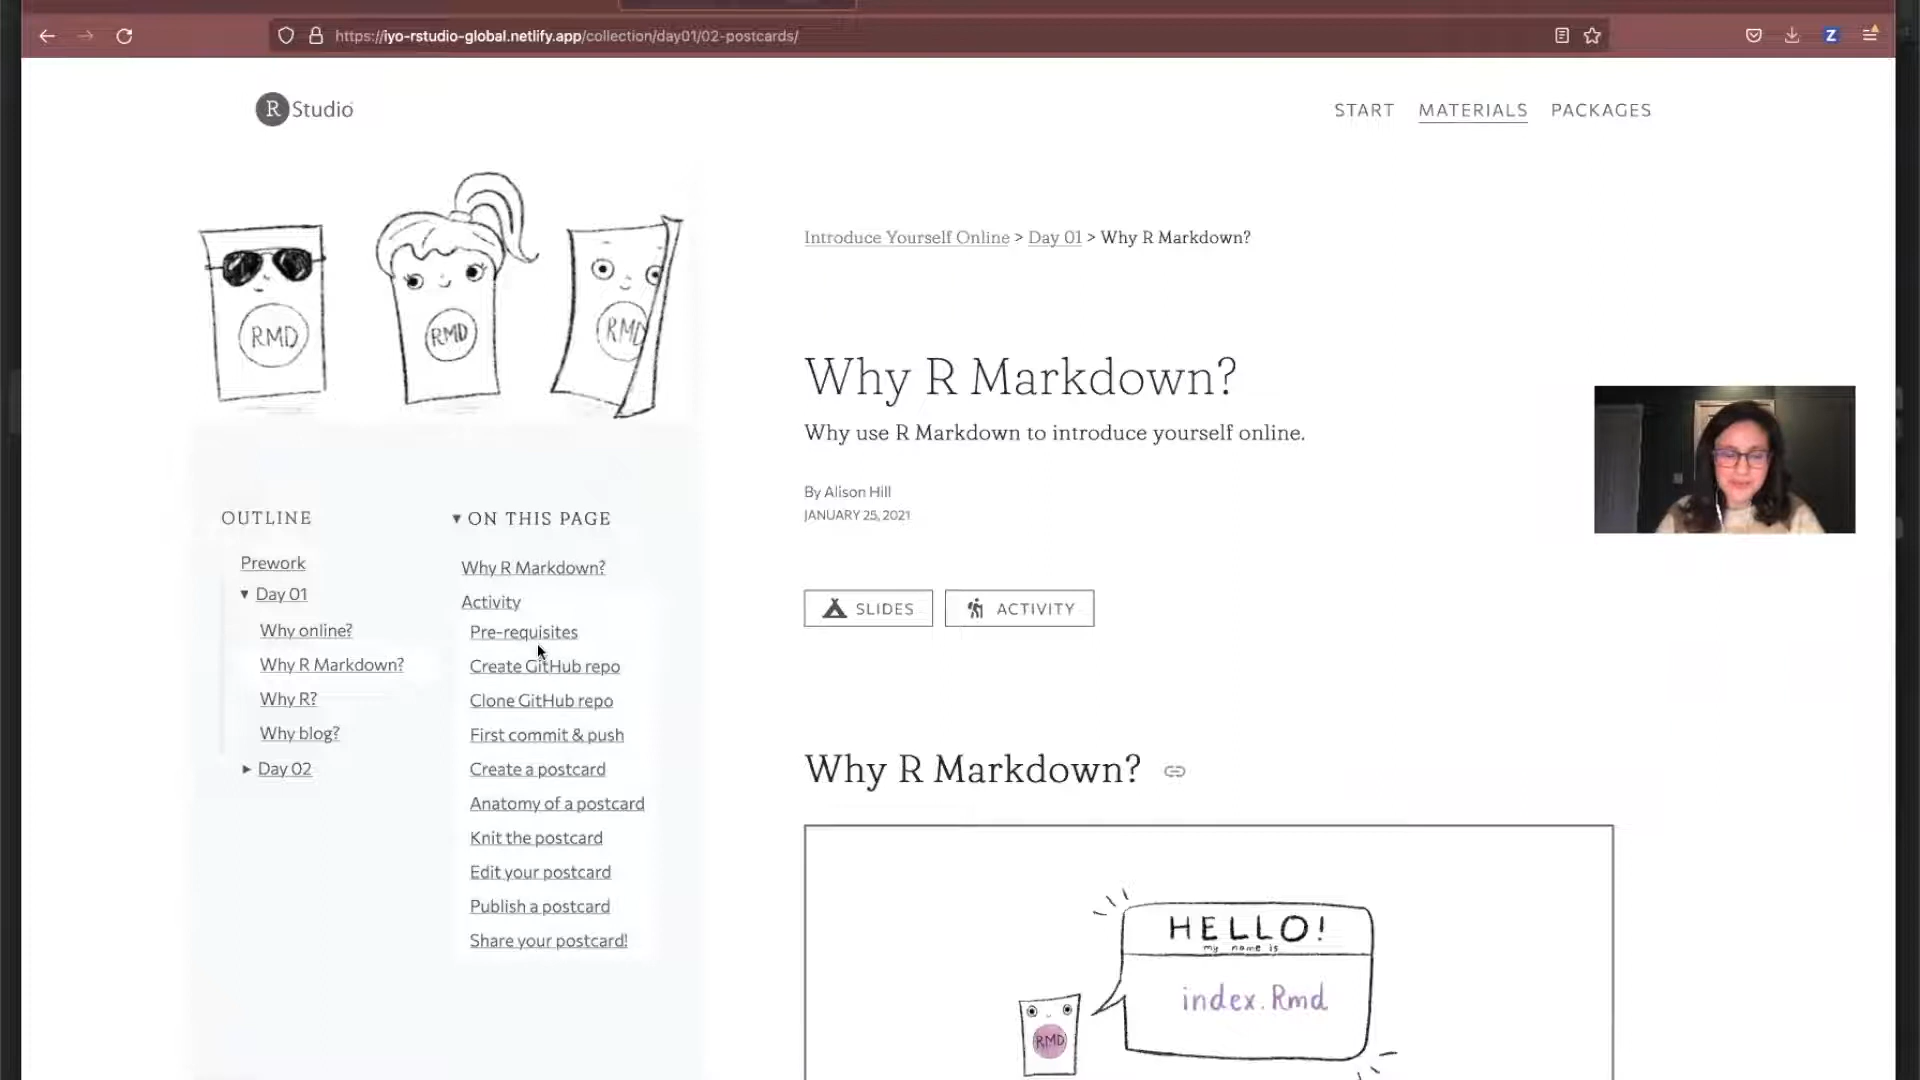 https://iyo-rstudio-global.netlify.app/collection/day01/02-postcards/
Z
R Studio
START MATERIALS PACKAGES
RMD
RMD
RMD
Introduce Yourself Online > Day 01 > Why R Markdown?
Why R Markdown?
Why use R Markdown to introduce yourself online.
By Alison Hill
JANUARY 25, 2021
SLIDES
ACTIVITY
OUTLINE
Prework
▼ Day 01
Why online?
Why R Markdown?
Why R?
Why blog?
► Day 02
▼ ON THIS PAGE
Why R Markdown?
Activity
Pre-requisites
Create GitHub repo
Clone GitHub repo
First commit & push
Create a postcard
Anatomy of a postcard
Knit the postcard
Edit your postcard
Publish a postcard
Share your postcard!
Why R Markdown?
HELLO!
my name is
index.Rmd
RMD